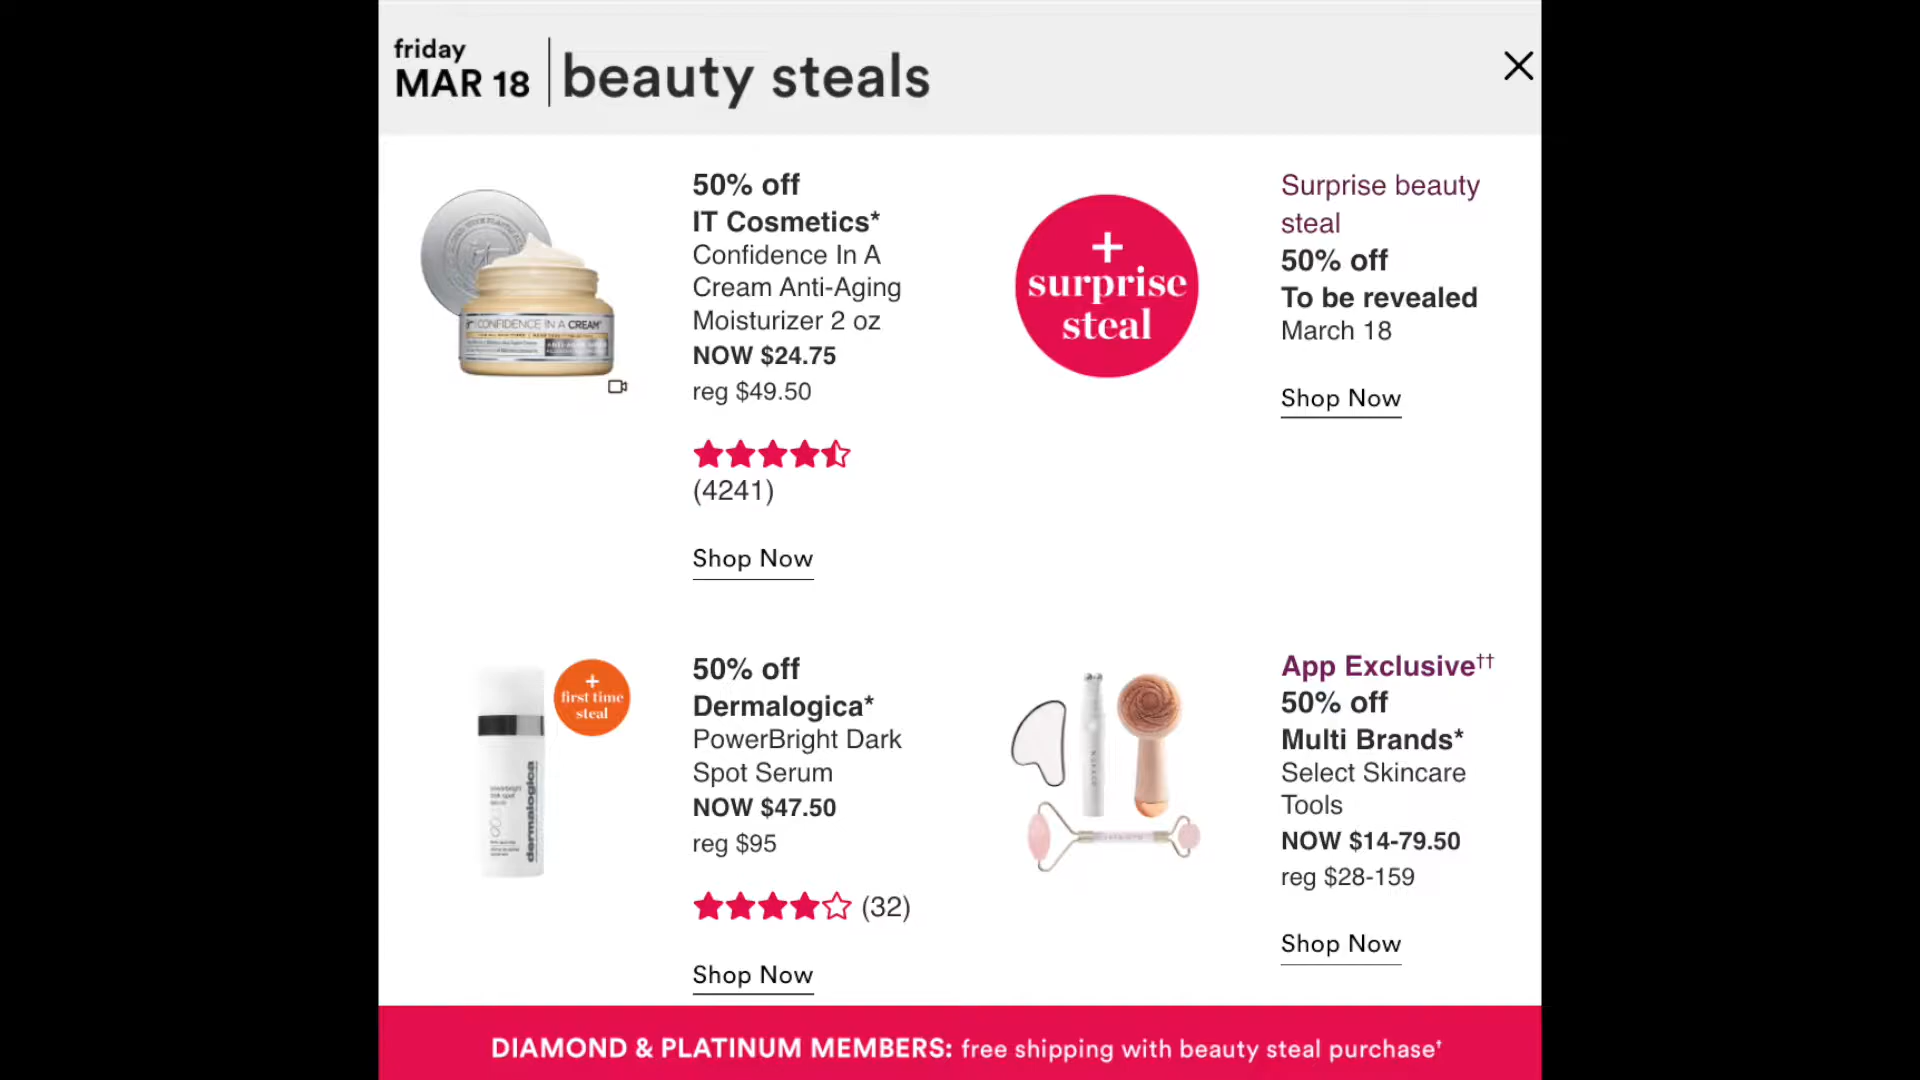 friday
MAR 18
beauty steals
50% off
IT Cosmetics*
Confidence In A
Cream Anti-Aging
Moisturizer 2 oz
NOW $24.75
reg $49.50
(4241)
Shop Now
CONFIDENCE IN A CREAM
+
surprise
steal
Surprise beauty
steal
50% off
To be revealed
March 18
Shop Now
+
first time
steal
dermalogica
50% off
Dermalogica*
PowerBright Dark
Spot Serum
NOW $47.50
reg $95
(32)
Shop Now
App Exclusive††
50% off
Multi Brands*
Select Skincare
Tools
NOW $14-79.50
reg $28-159
Shop Now
DIAMOND & PLATINUM MEMBERS: free shipping with beauty steal purchase†